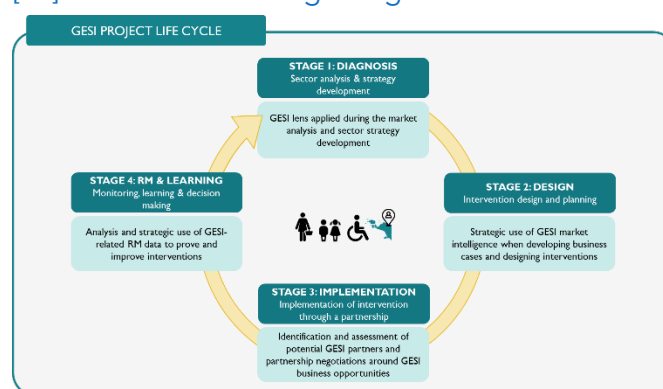 GESI PROJECT LIFE CYCLE
STAGE 1: DIAGNOSIS
Sector analysis & strategy
development
GESI lens applied during the market
analysis and sector strategy
development
STAGE 2: DESIGN
Intervention design and planning
Strategic use of GESI market
intelligence when developing business
cases and designing interventions
STAGE 3: IMPLEMENTATION
Implementation of intervention
through a partnership
Identification and assessment of
potential GESI partners and
partnership negotiations around GESI
business opportunities
STAGE 4: RM & LEARNING
Monitoring, learning & decision
making
Analysis and strategic use of GESI-
related RM data to prove and
improve interventions